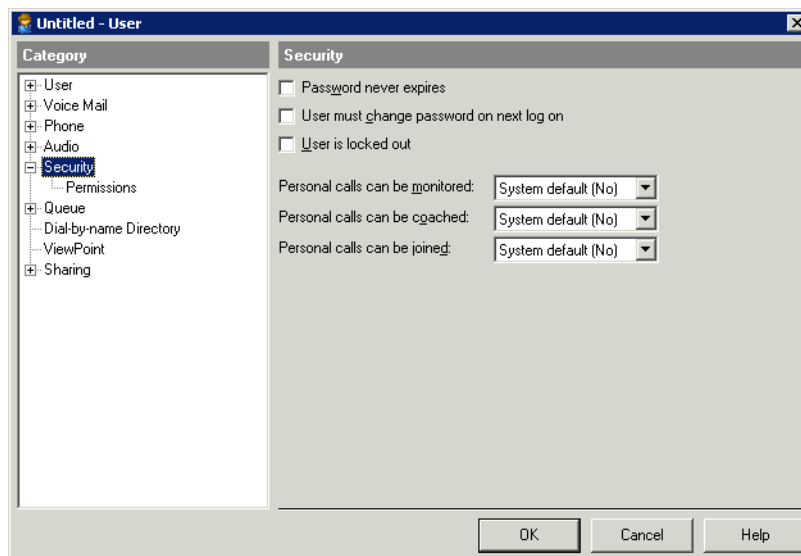 Untitled - User
Category
User
Voice Mail
Phone
Audio
Security
Permissions
Queue
Dial-by-name Directory
ViewPoint
Sharing
Security
Password never expires
User must change password on next log on
User is locked out
Personal calls can be monitored: System default (No)
Personal calls can be coached: System default (No)
Personal calls can be joined: System default (No)
OK Cancel Help